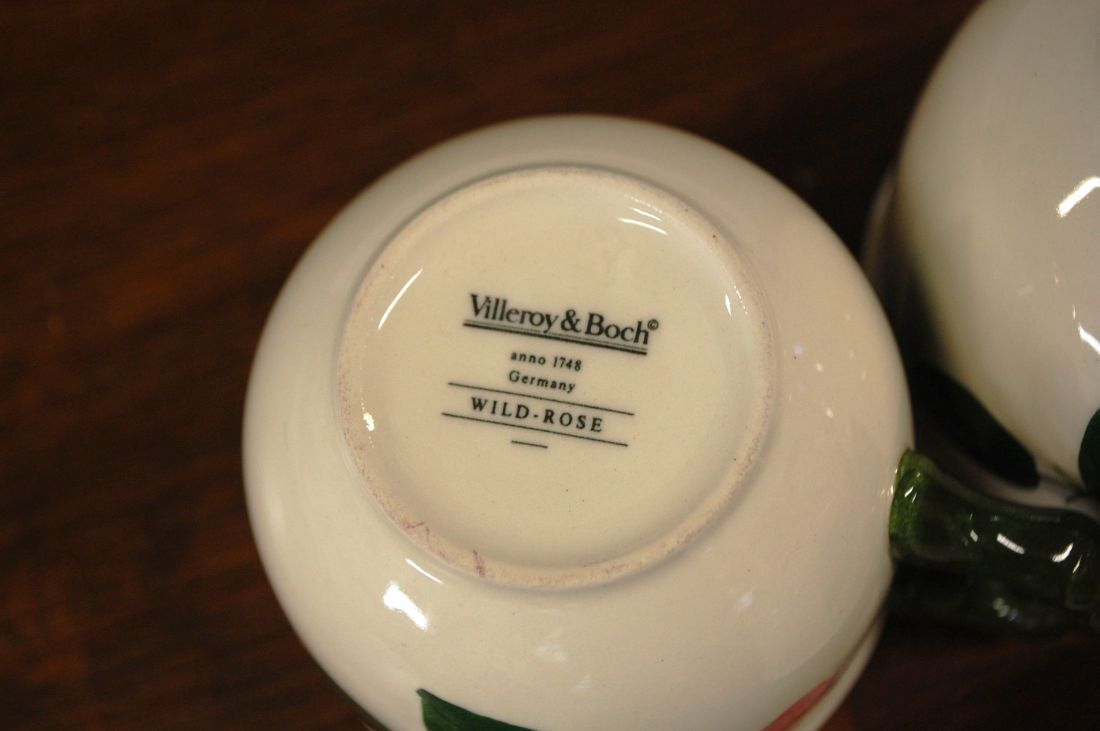 Villeroy & Boch©
anno 1748
Germany
WILD-ROSE